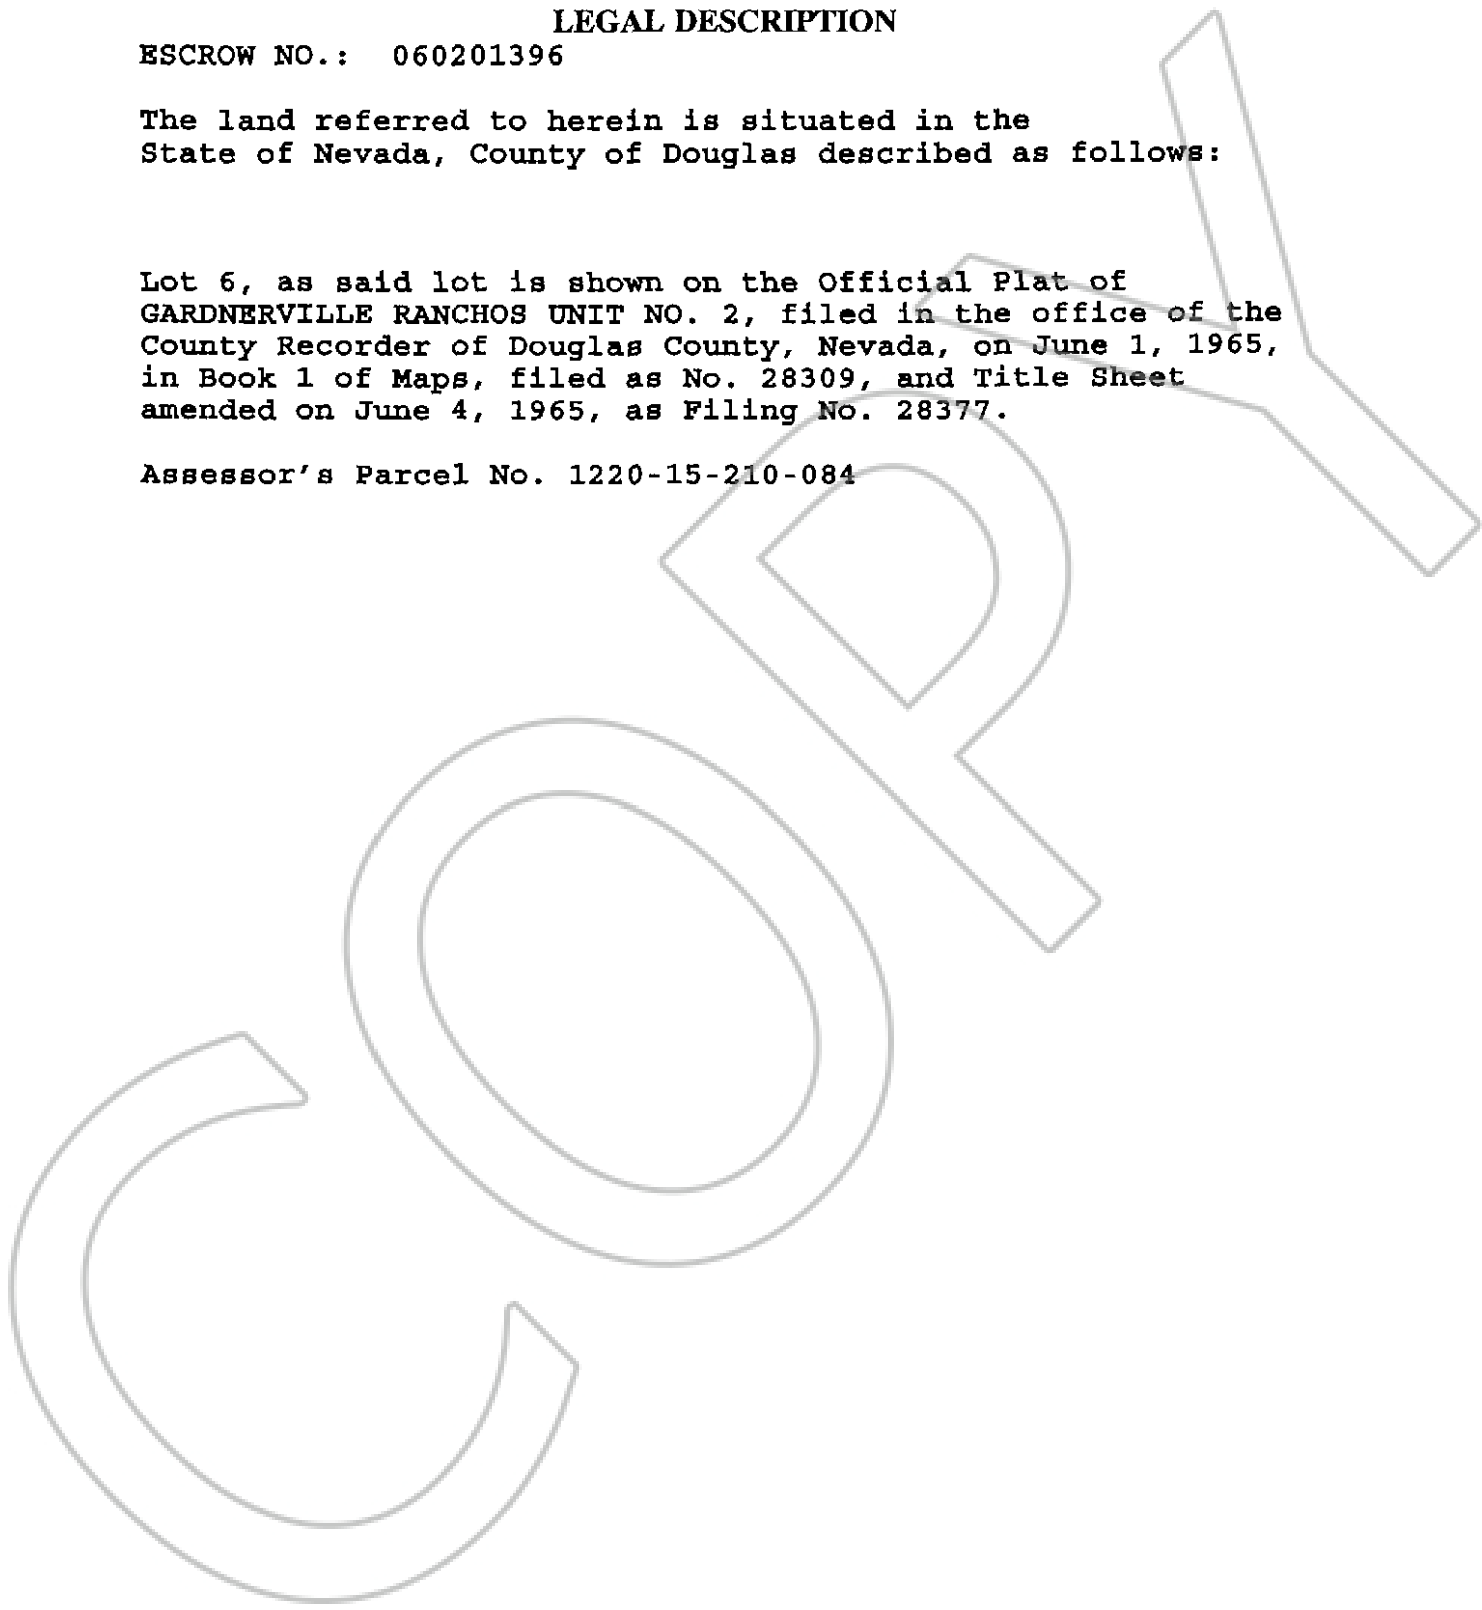 LEGAL DESCRIPTION
ESCROW NO.: 060201396
The land referred to herein is situated in the
State of Nevada, County of Douglas described as follows:
Lot 6, as said lot is shown on the Official Plat of
GARDNERVILLE RANCHOS UNIT NO. 2, filed in the office of the
County Recorder of Douglas County, Nevada, on June 1, 1965,
in Book 1 of Maps, filed as No. 28309, and Title Sheet
amended on June 4, 1965, as Filing No. 28377.
Assessor's Parcel No. 1220-15-210-084
COPY